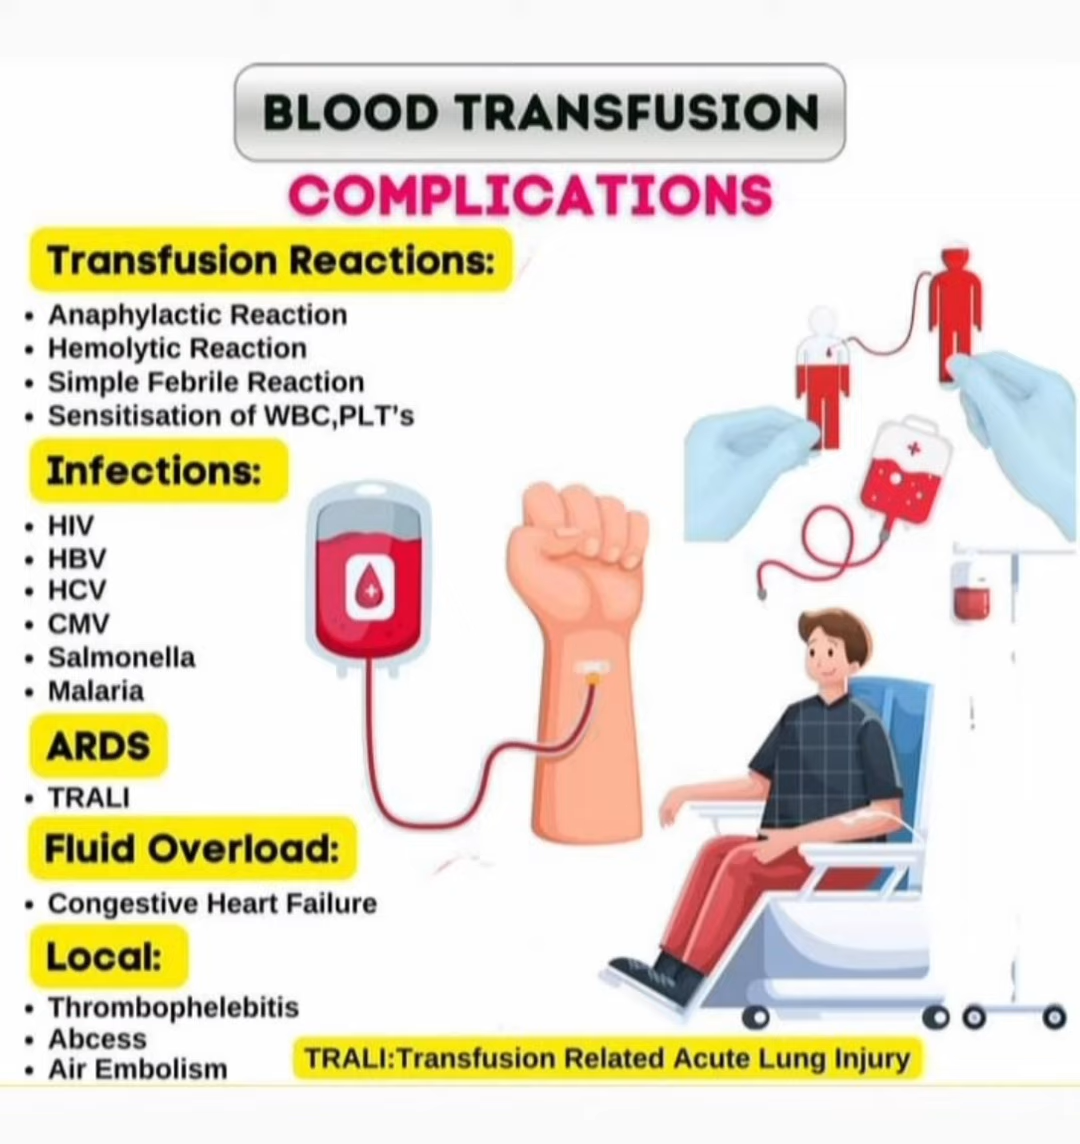 BLOOD TRANSFUSION
COMPLICATIONS
Transfusion Reactions:
• Anaphylactic Reaction
• Hemolytic Reaction
• Simple Febrile Reaction
• Sensitisation of WBC,PLT's
Infections:
• HIV
• HBV
• HCV
• CMV
• Salmonella
• Malaria
ARDS
• TRALI
Fluid Overload:
• Congestive Heart Failure
Local:
• Thrombophelebitis
• Abcess
• Air Embolism
TRALI:Transfusion Related Acute Lung Injury